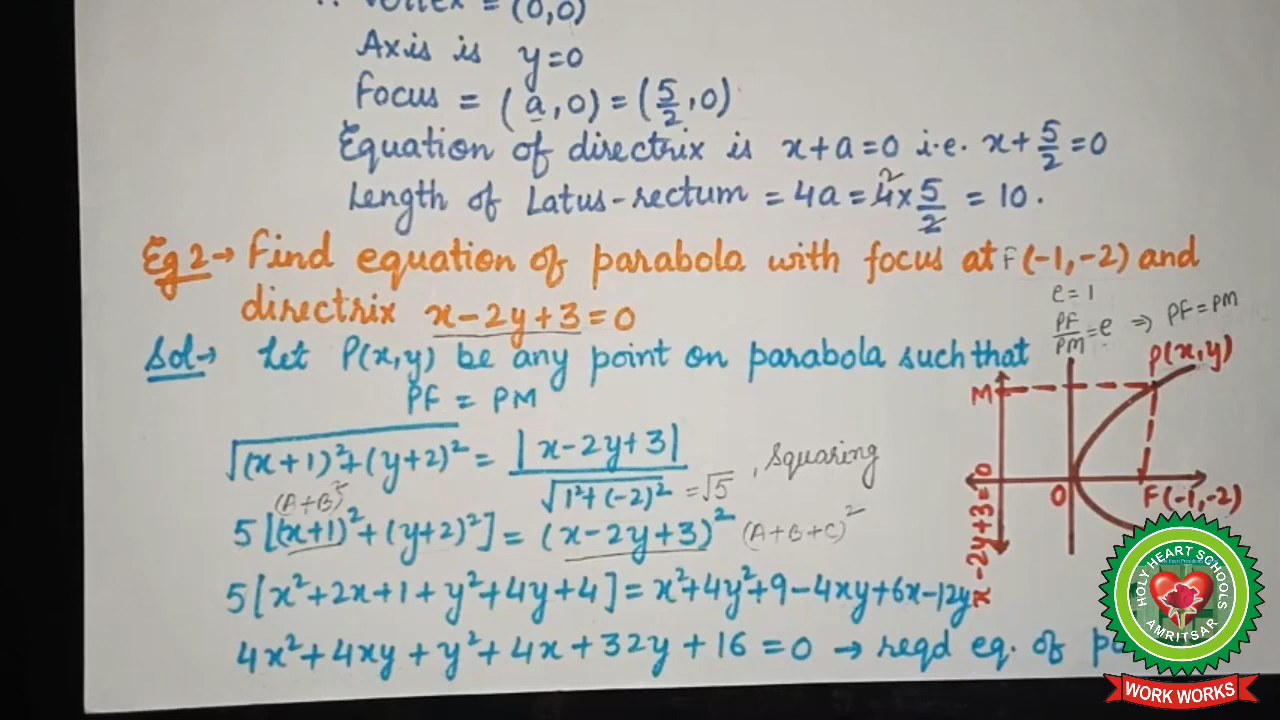 ∴ Vertex = (0,0)
Axis is y=0
Focus = (a,0) = (5/2,0)
Equation of directrix is x+a=0 i.e. x+5/2=0
Length of Latus-rectum = 4a = 4×5/2 = 10.
2
Eg 2→ Find equation of parabola with focus at F(-1,-2) and
directrix x-2y+3=0
e=1
PF/PM=e ⇒ PF=PM
Sol→ Let P(x,y) be any point on parabola such that
PF = PM
√(x+1)²+(y+2)² = |x-2y+3|/√1²+(-2)² =√5, Squaring
(A+B)²
5[(x+1)²+(y+2)²] = (x-2y+3)² (A+B+C)²
5[x²+2x+1+y²+4y+4] = x²+4y²+9-4xy+6x-12y
4x²+4xy+y²+4x+32y+16=0 → reqd eq. of
P(x,y)
M
O
F(-1,-2)
x-2y+3=0
HOLY HEART SCHOOLS
AMRITSAR
WORK WORKS